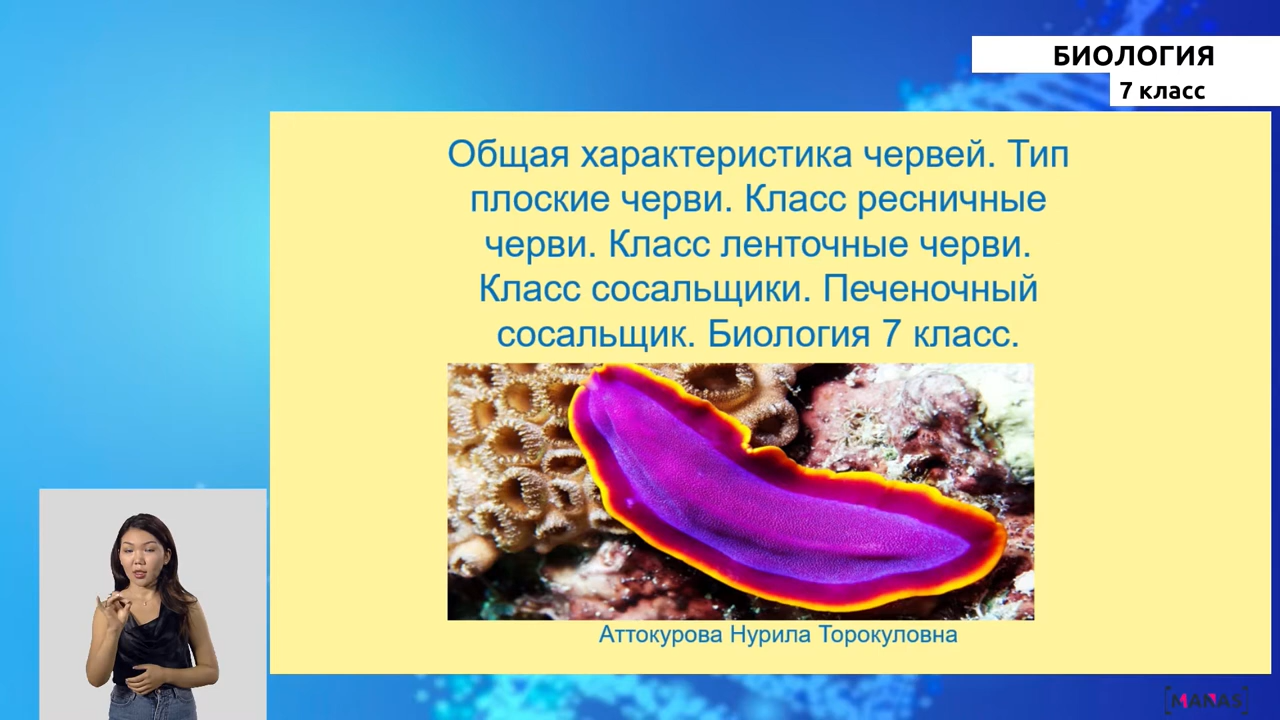 БИОЛОГИЯ
7 класс
Общая характеристика червей. Тип
плоские черви. Класс ресничные
черви. Класс ленточные черви.
Класс сосальщики. Печеночный
сосальщик. Биология 7 класс.
Аттокурова Нурила Торокуловна
MANAS